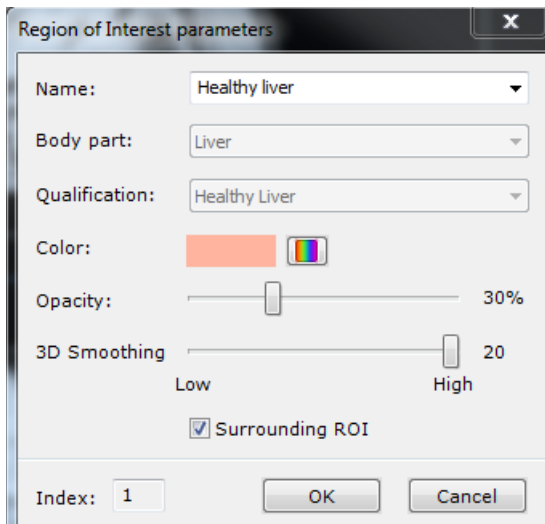 Region of Interest parameters
x
Name: Healthy liver
Body part: Liver
Qualification: Healthy Liver
Color:
Opacity: 30%
3D Smoothing 20
Low High
Surrounding ROI
Index: 1 OK Cancel